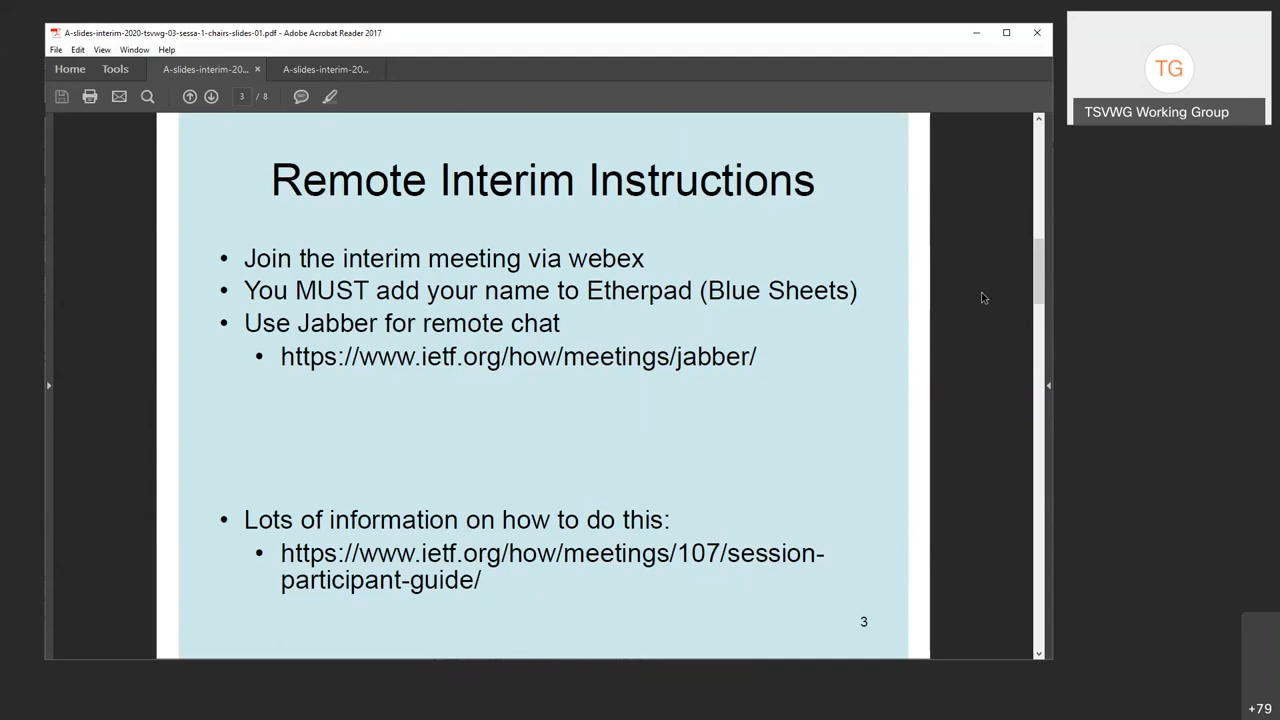 A-slides-interim-2020-tsvwg-03-sessa-1-chairs-slides-01.pdf - Adobe Acrobat Reader 2017
File Edit View Window Help
Home Tools A-slides-interim-20... × A-slides-interim-20...
3 / 8
TG
TSVWG Working Group
Remote Interim Instructions
• Join the interim meeting via webex
• You MUST add your name to Etherpad (Blue Sheets)
• Use Jabber for remote chat
• https://www.ietf.org/how/meetings/jabber/
• Lots of information on how to do this:
• https://www.ietf.org/how/meetings/107/session-
participant-guide/
3
+79